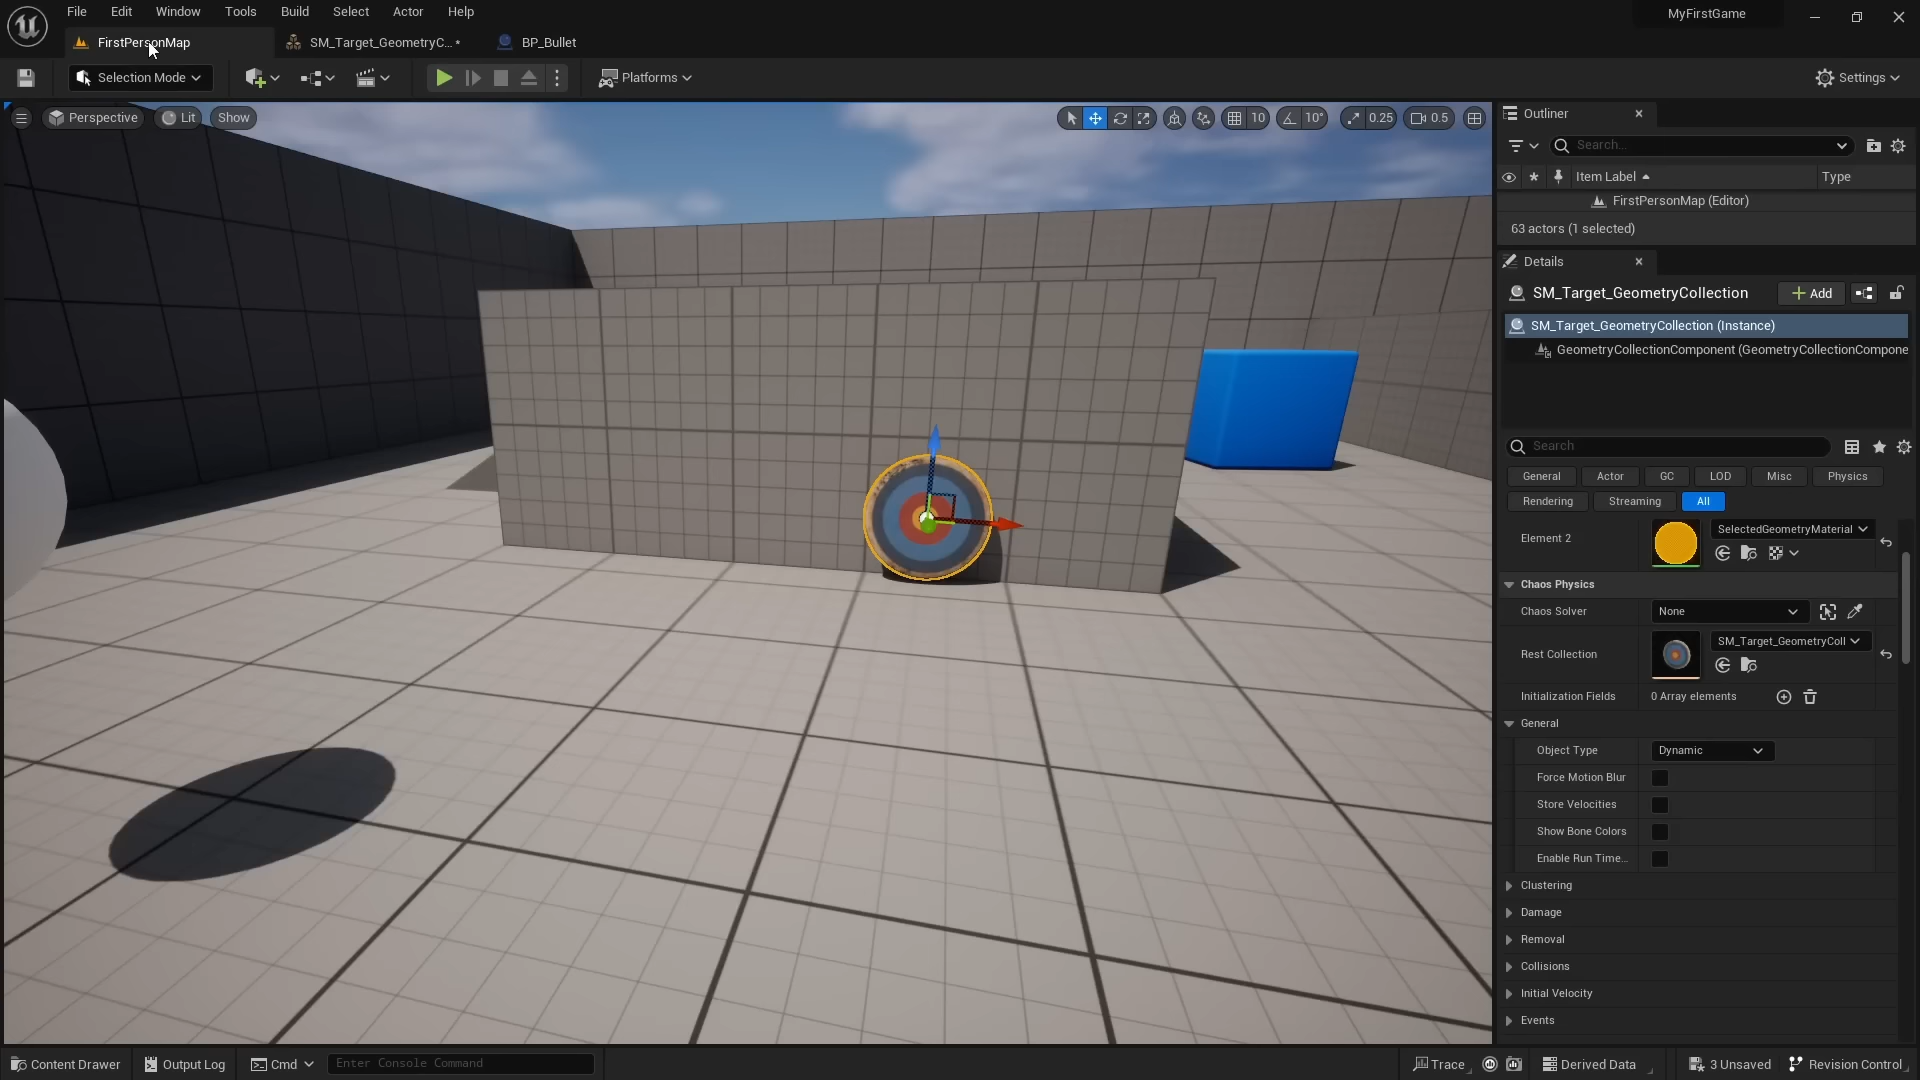 File Edit View Window Tools Build Select Actor Help
MyFirstGame
FirstPersonMap
SM_Target_GeometryC... •
BP_Bullet
Selection Mode
Platforms
Settings
Perspective
Lit
Show
10
10°
0.25
0.5
Outliner
Search...
Item Label
Type
FirstPersonMap (Editor)
63 actors (1 selected)
Details
SM_Target_GeometryCollection
Add
SM_Target_GeometryCollection (Instance)
GeometryCollectionComponent (GeometryCollectionCompone
Search
General Actor GC LOD Misc Physics
Rendering Streaming All
Element 2
SelectedGeometryMaterial
Chaos Physics
Chaos Solver
None
Rest Collection
SM_Target_GeometryColl
Initialization Fields
0 Array elements
General
Object Type
Dynamic
Force Motion Blur
Store Velocities
Show Bone Colors
Enable Run Time...
Clustering
Damage
Removal
Collisions
Initial Velocity
Events
Content Drawer
Output Log
Cmd
Enter Console Command
Trace
Derived Data
3 Unsaved
Revision Control